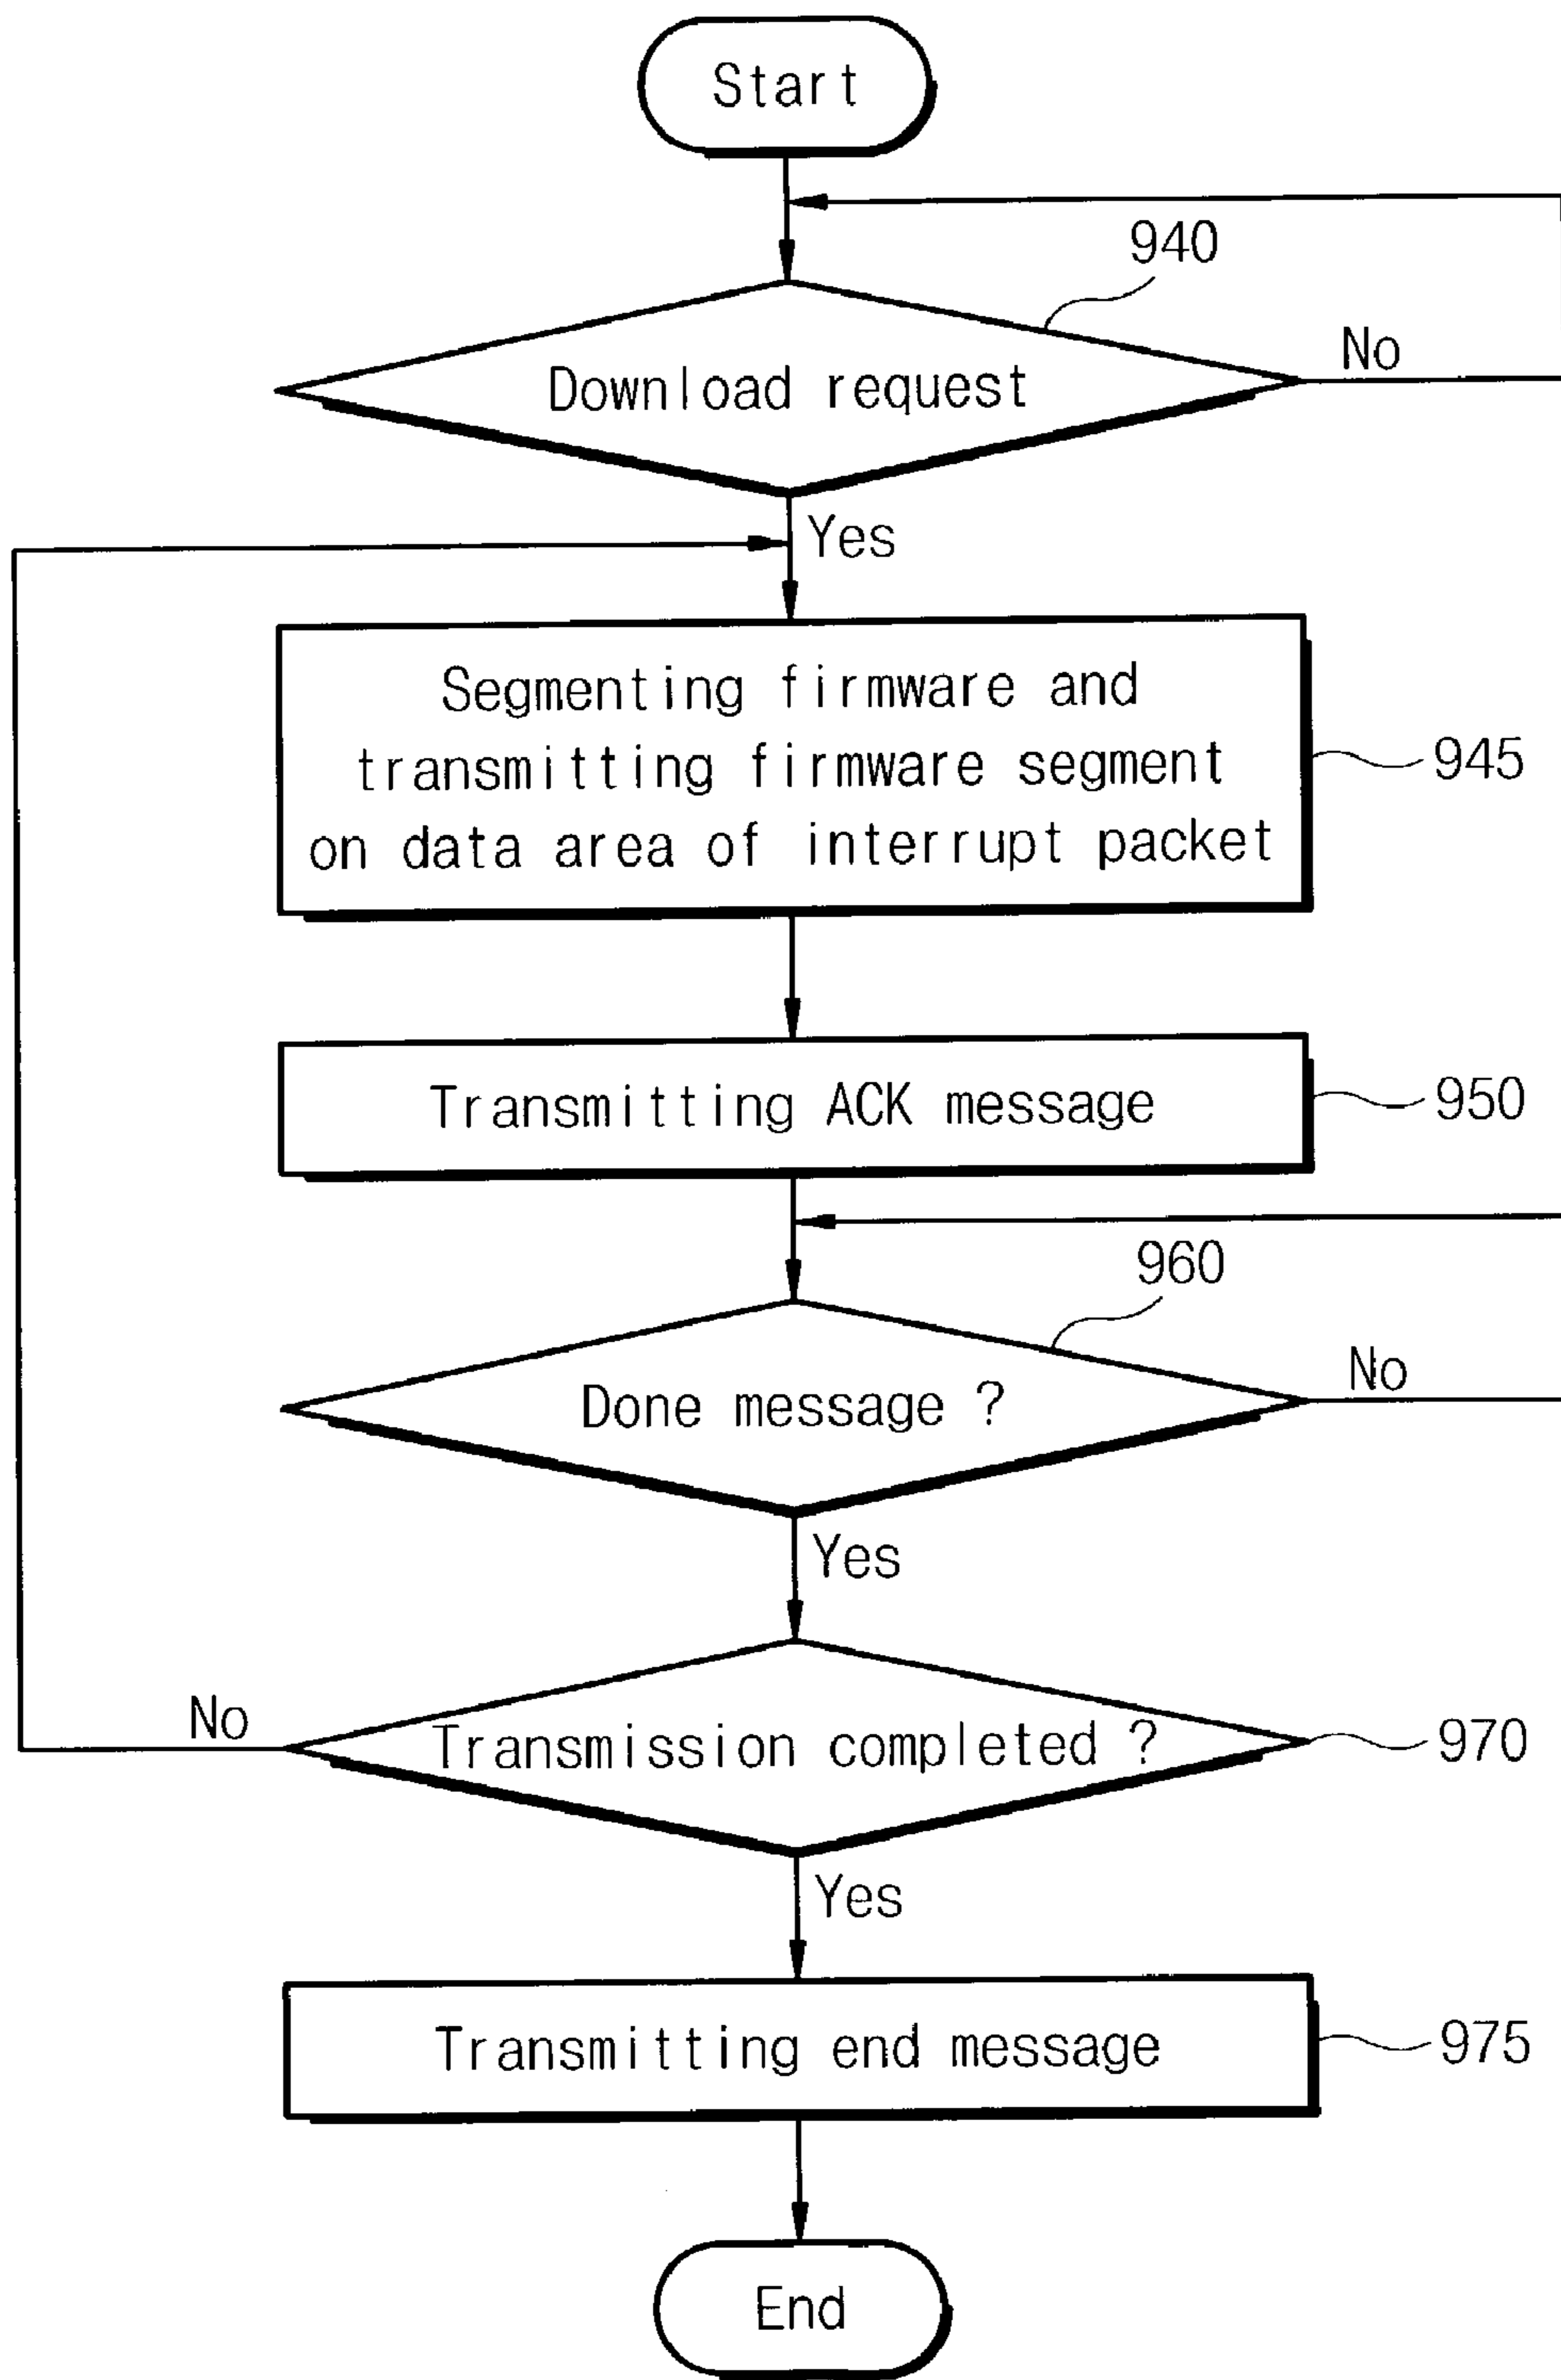 Start
940
Download request
No
Yes
Segmenting firmware and
transmitting firmware segment
on data area of interrupt packet
945
Transmitting ACK message
950
960
Done message ?
No
Yes
No
Transmission completed ?
970
Yes
Transmitting end message
975
End